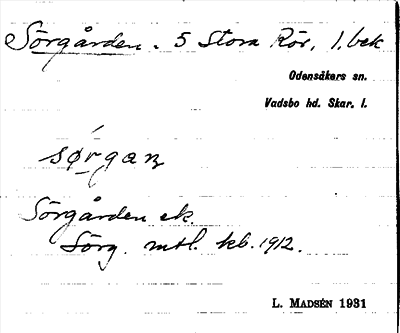 Sörgården. 5 Stora Rör, 1. bek
Odensåkers sn.
Vadsbo hd. Skar. l.
sørgan
Sörgården ek.
Sörg. mtl. kb. 1912.
L. MADSÉN 1931